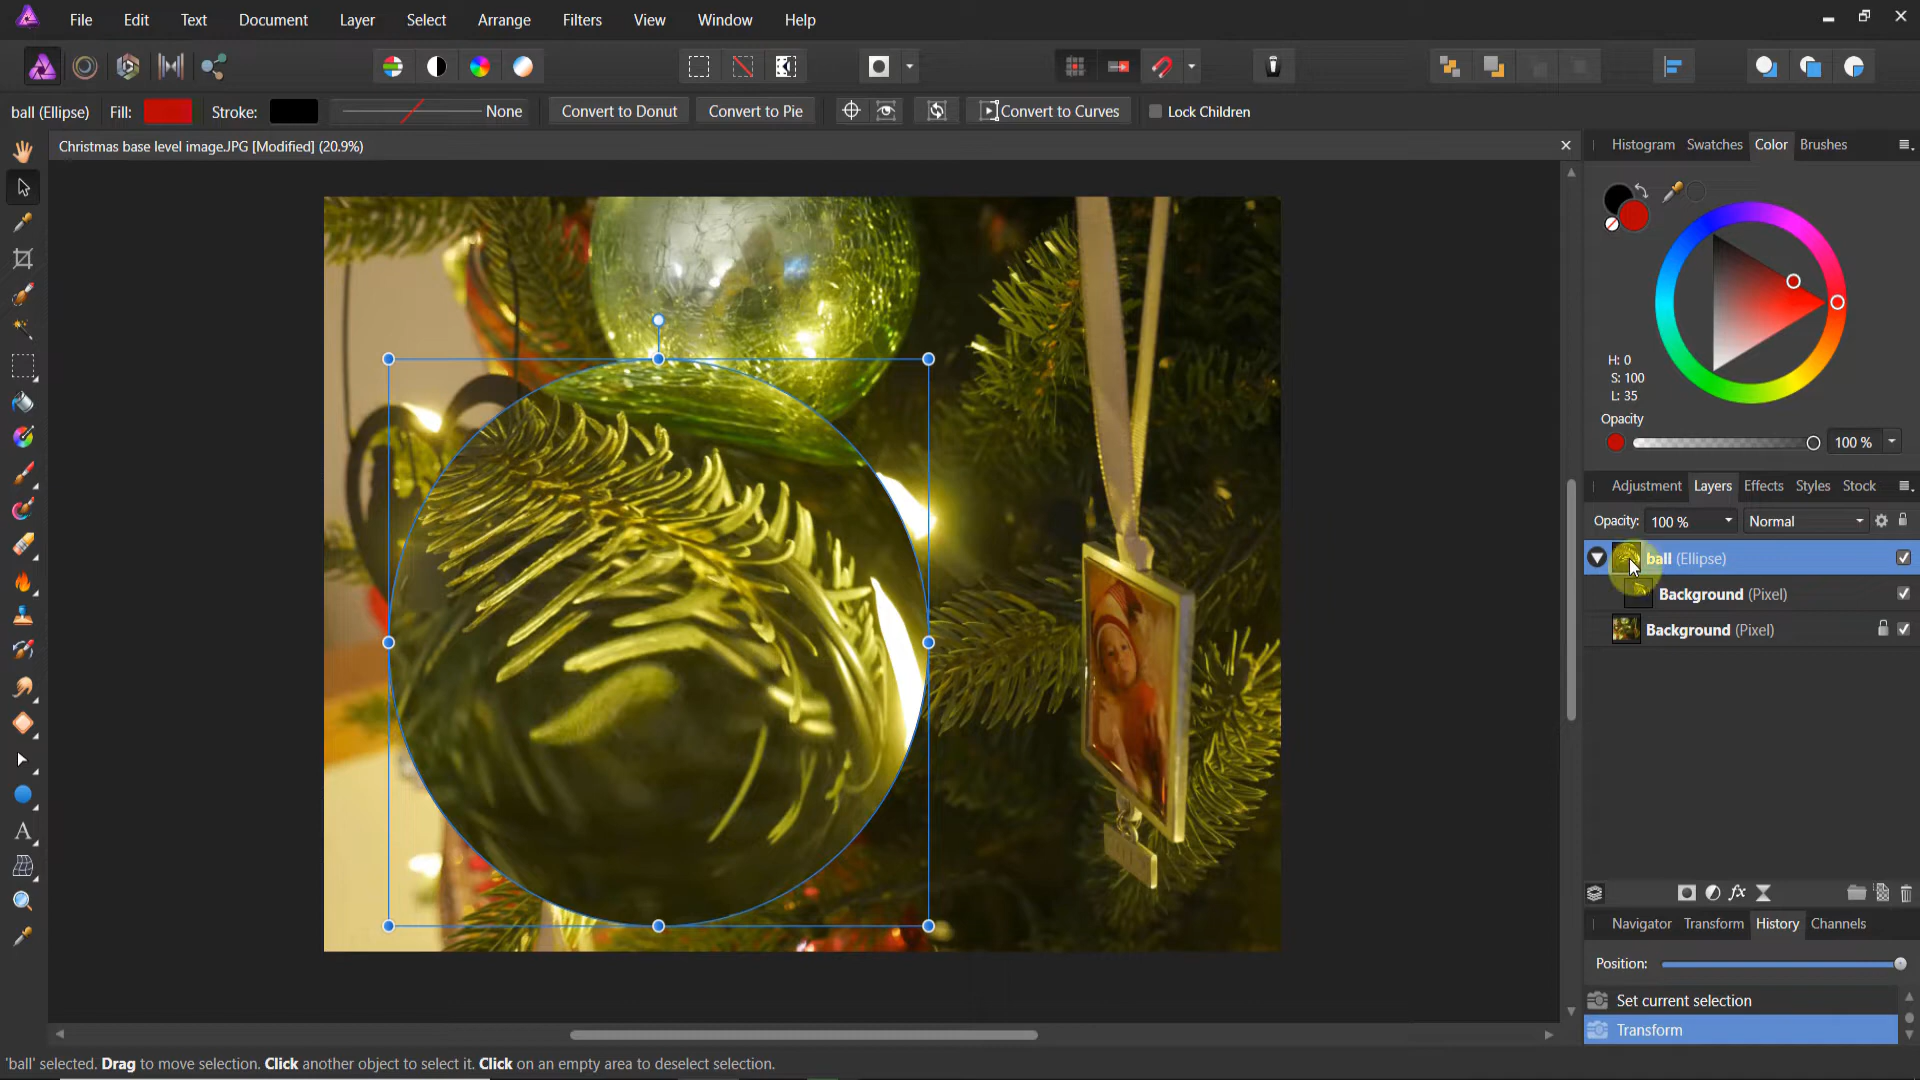 File Edit Text Document Layer Select Arrange Filters View Window Help
ball (Ellipse) Fill: Stroke: None Convert to Donut Convert to Pie Convert to Curves Lock Children
Christmas base level image.JPG [Modified] (20.9%)
Histogram Swatches Color Brushes
H: 0
S: 100
L: 35
Opacity
100 %
Adjustment Layers Effects Styles Stock
Opacity: 100 % Normal
ball (Ellipse)
Background (Pixel)
Background (Pixel)
fx
Navigator Transform History Channels
Position:
Set current selection
Transform
'ball' selected. Drag to move selection. Click another object to select it. Click on an empty area to deselect selection.